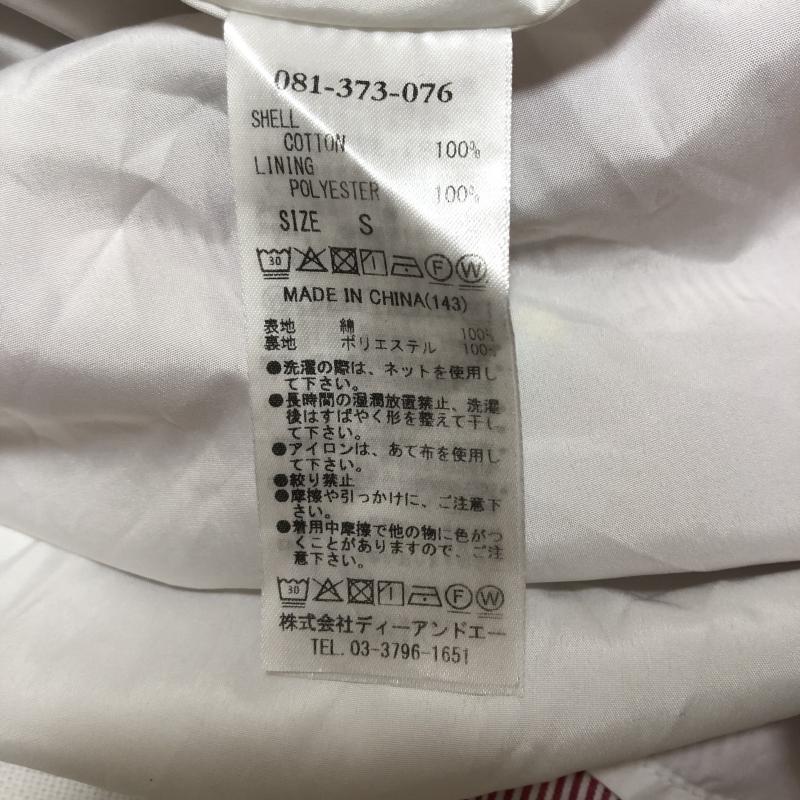 081-373-076
SHELL
COTTON 100%
LINING
POLYESTER 100%
SIZE S
30 F W
MADE IN CHINA(143)
表地 綿 100%
裏地 ポリエステル 100%
●洗濯の際は、ネットを使用し
て下さい。
●長時間の湿潤放置禁止、洗濯
後はすばやく形を整えて干し
て下さい。
●アイロンは、あて布を使用し
て下さい。
●絞り禁止
●摩擦や引っかけに、ご注意下
さい。
●着用中摩擦で他の物に色がつ
くことがありますので、ご注
意下さい。
30 F W
株式会社ディーアンドエー
TEL. 03-3796-1651